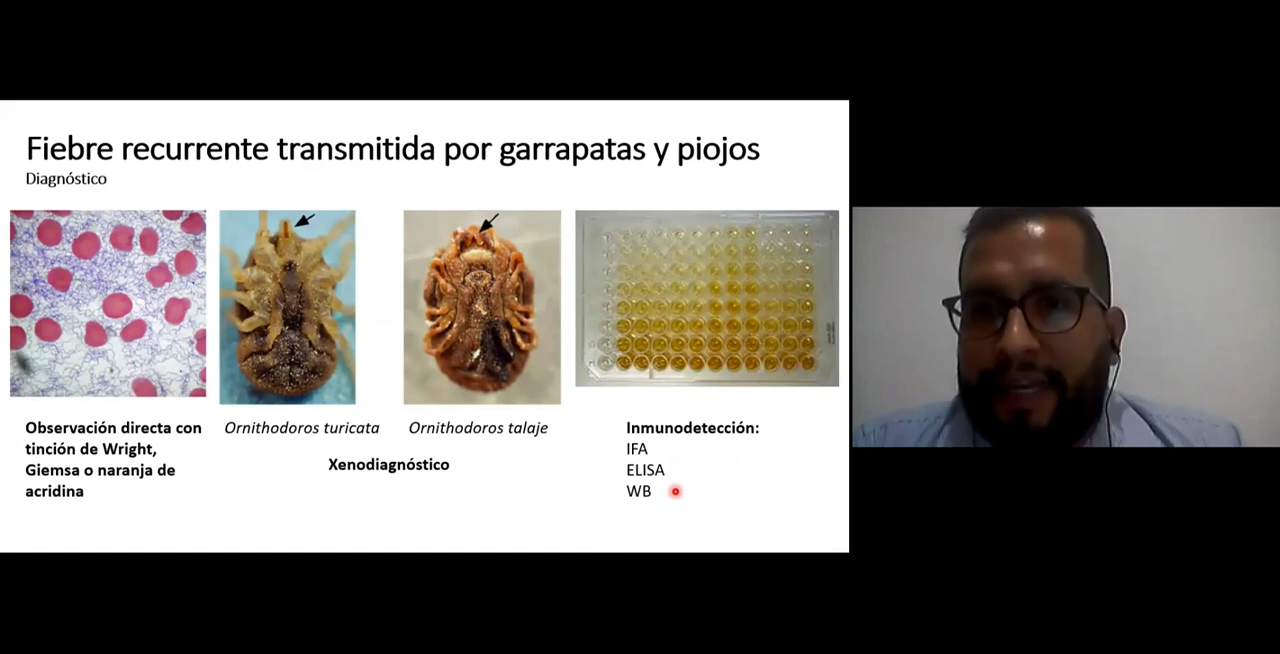 Fiebre recurrente transmitida por garrapatas y piojos
Diagnóstico
Observación directa con
tinción de Wright,
Giemsa o naranja de
acridina
Ornithodoros turicata
Ornithodoros talaje
Xenodiagnóstico
Inmunodetección:
IFA
ELISA
WB